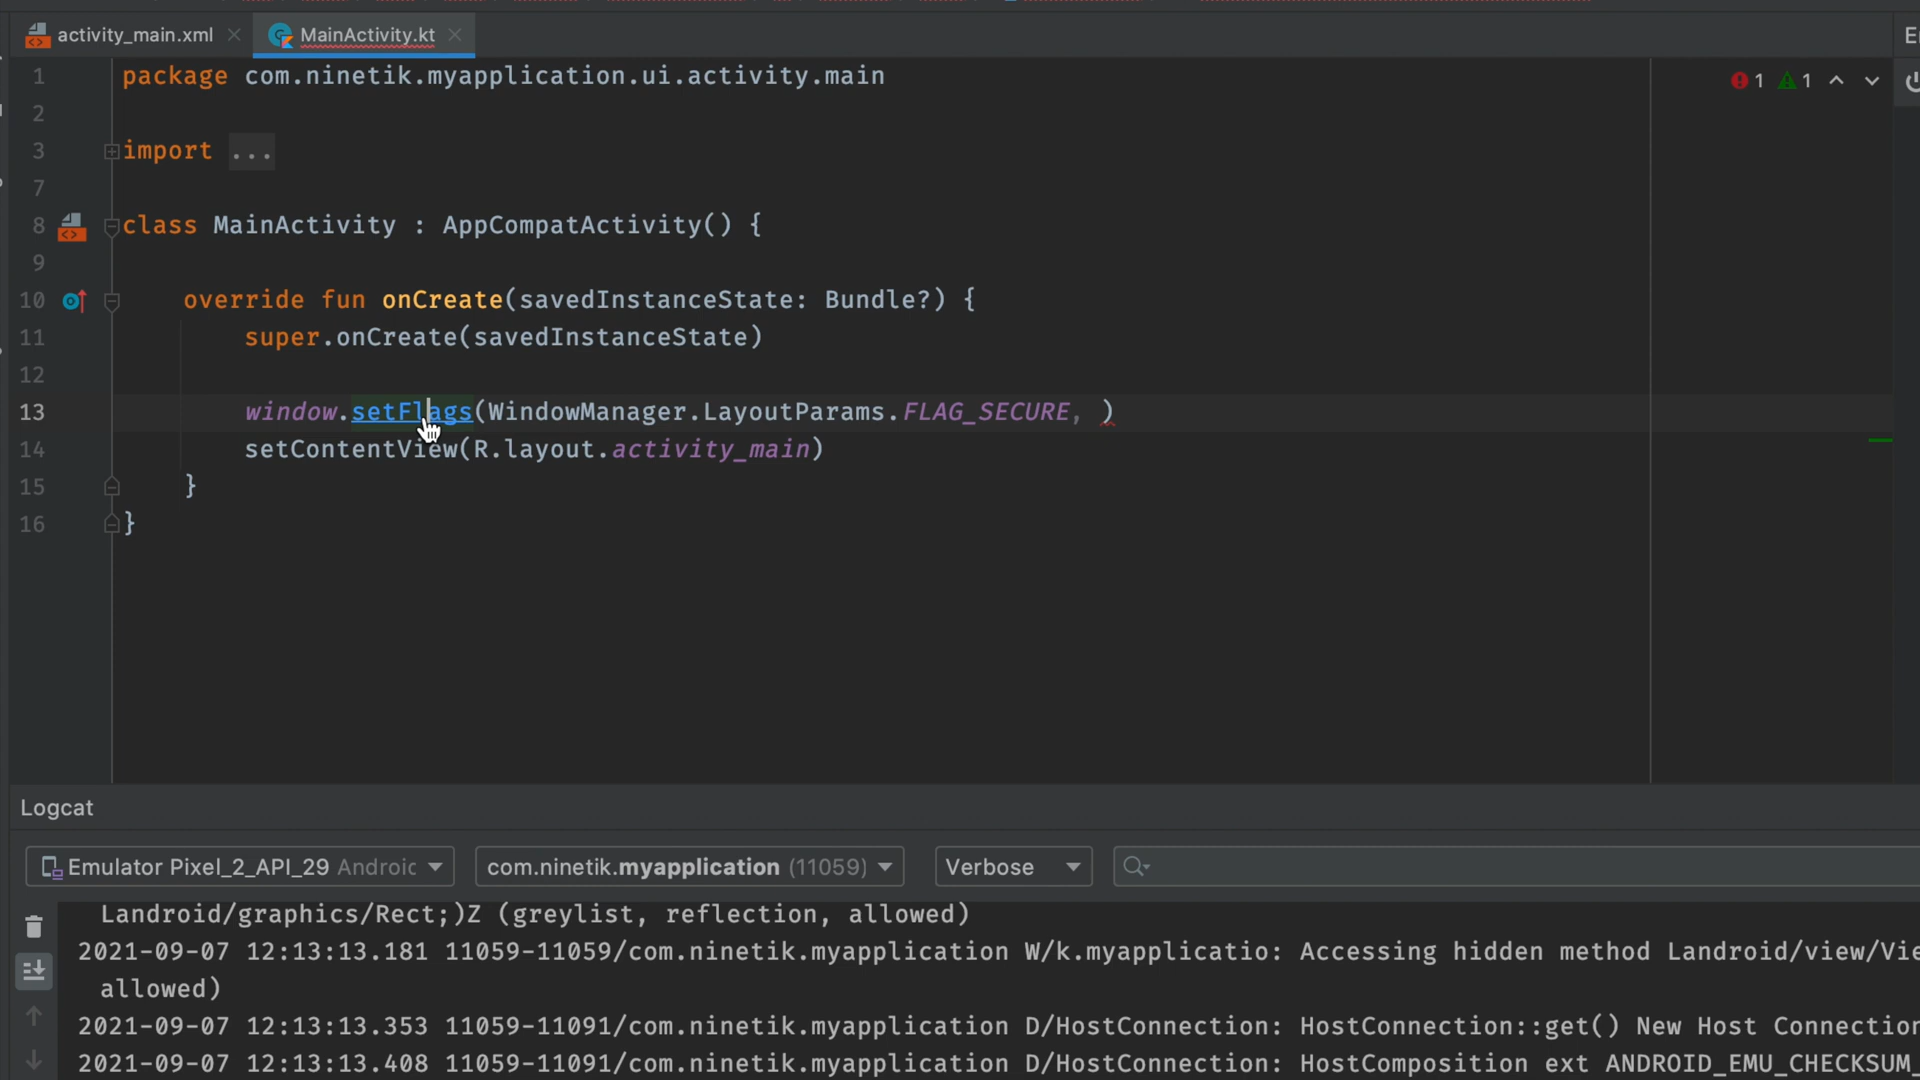 activity_main.xml
MainActivity.kt
1 package com.ninetik.myapplication.ui.activity.main
1 1
2
3 import ...
7
8 class MainActivity : AppCompatActivity() {
9
10 override fun onCreate(savedInstanceState: Bundle?) {
11 super.onCreate(savedInstanceState)
12
13 window.setFlags(WindowManager.LayoutParams.FLAG_SECURE, )
14 setContentView(R.layout.activity_main)
15 }
16 }
Logcat
Emulator Pixel_2_API_29 Androic com.ninetik.myapplication (11059) Verbose
Landroid/graphics/Rect;)Z (greylist, reflection, allowed)
2021-09-07 12:13:13.181 11059-11059/com.ninetik.myapplication W/k.myapplicatio: Accessing hidden method Landroid/view/Vie
allowed)
2021-09-07 12:13:13.353 11059-11091/com.ninetik.myapplication D/HostConnection: HostConnection::get() New Host Connection
2021-09-07 12:13:13.408 11059-11091/com.ninetik.myapplication D/HostConnection: HostComposition ext ANDROID_EMU_CHECKSUM_